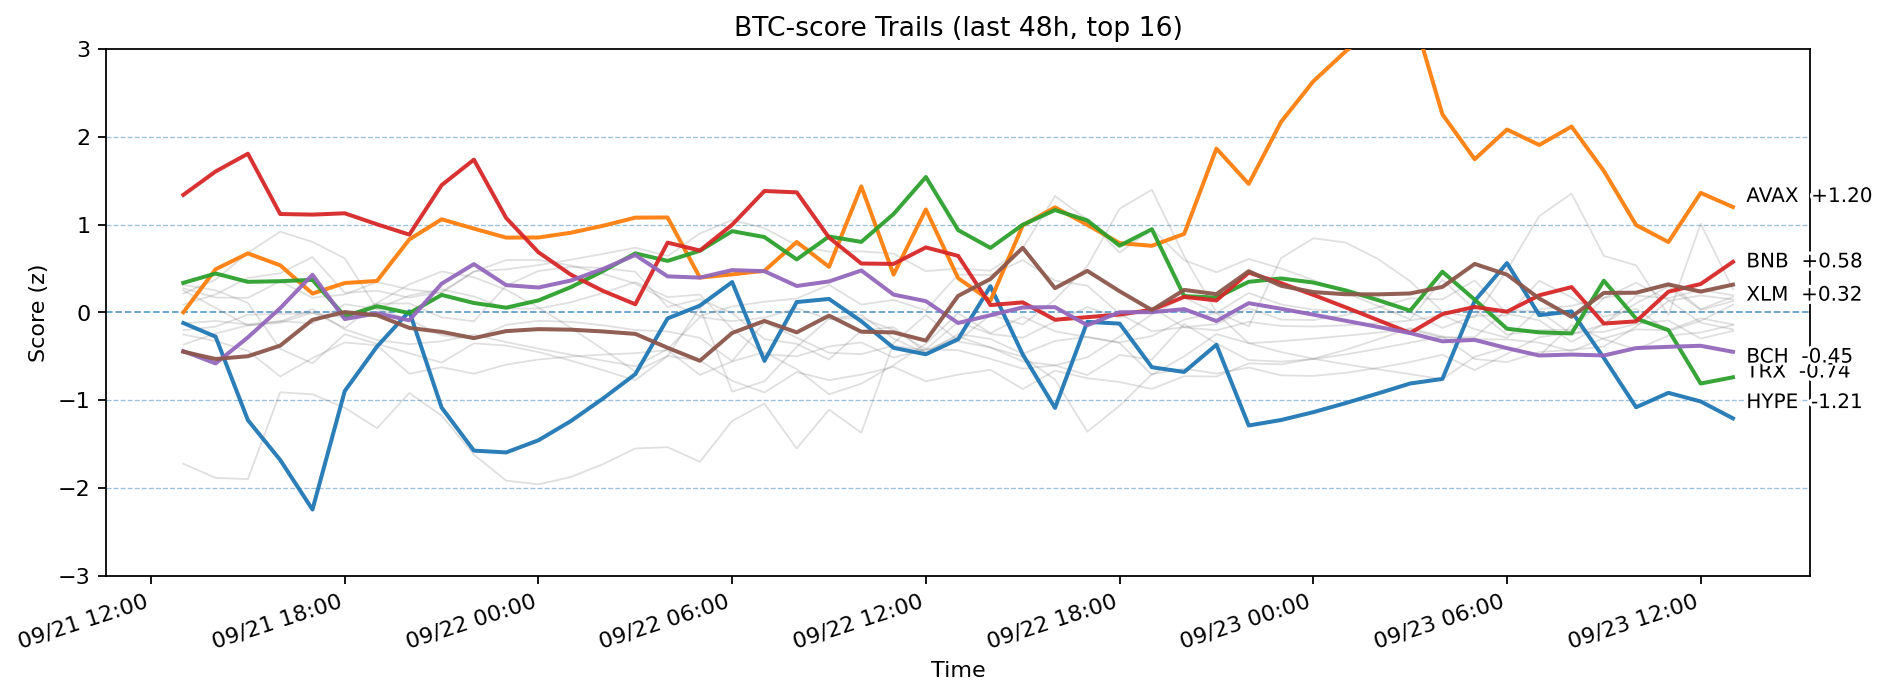 BTC-score Trails (last 48h, top 16)
Score (z)
3
2
1
0
−1
−2
−3
AVAX +1.20
BNB +0.58
XLM +0.32
BCH -0.45
TRX -0.74
HYPE -1.21
09/21 12:00
09/21 18:00
09/22 00:00
09/22 06:00
09/22 12:00
09/22 18:00
09/23 00:00
09/23 06:00
09/23 12:00
Time